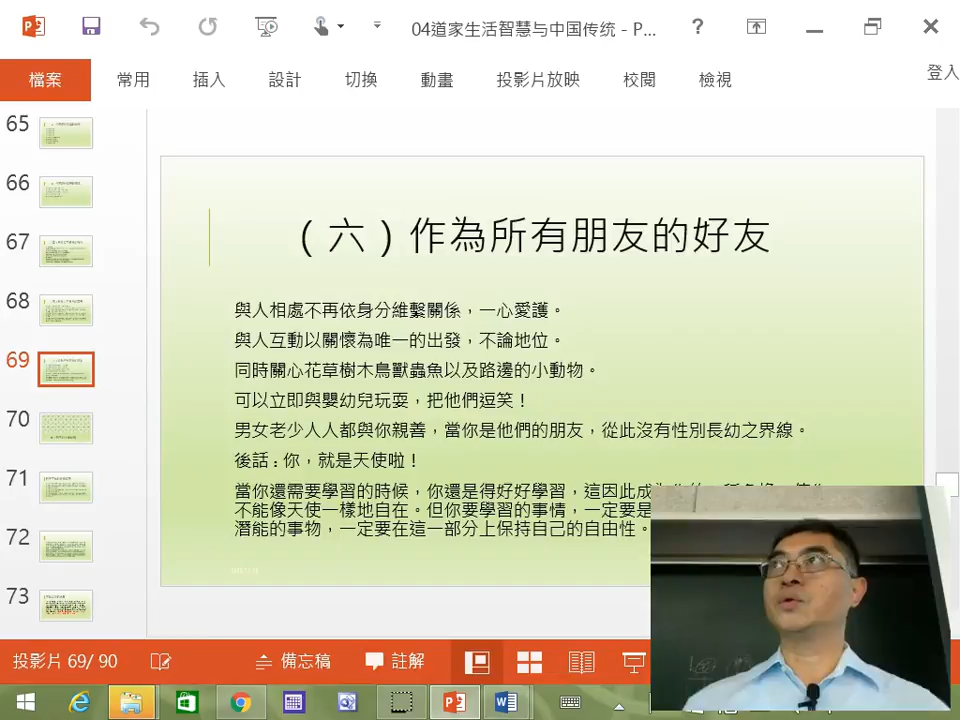 04道家生活智慧与中国传统 - P...
?
登入
檔案 常用 插入 設計 切換 動畫 投影片放映 校閱 檢視
65
66
67
68
69
70
71
72
73
（六）作為所有朋友的好友
與人相處不再依身分維繫關係，一心愛護。
與人互動以關懷為唯一的出發，不論地位。
同時關心花草樹木鳥獸蟲魚以及路邊的小動物。
可以立即與嬰幼兒玩耍，把他們逗笑！
男女老少人人都與你親善，當你是他們的朋友，從此沒有性別長幼之界線。
後話：你，就是天使啦！
當你還需要學習的時候，你還是得好好學習，這因此成
不能像天使一樣地自在。但你要學習的事情，一定要是
潛能的事物，一定要在這一部分上保持自己的自由性。
投影片 69/ 90 備忘稿 註解